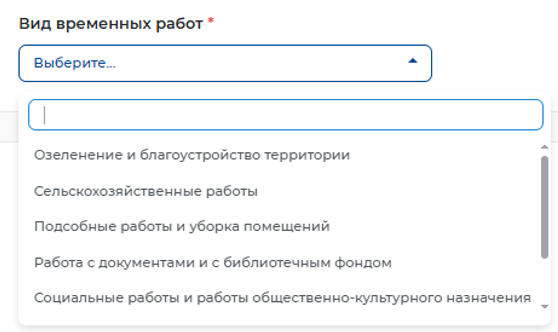 Вид временных работ *
Выберите...
Озеленение и благоустройство территории
Сельскохозяйственные работы
Подсобные работы и уборка помещений
Работа с документами и с библиотечным фондом
Социальные работы и работы общественно-культурного назначения